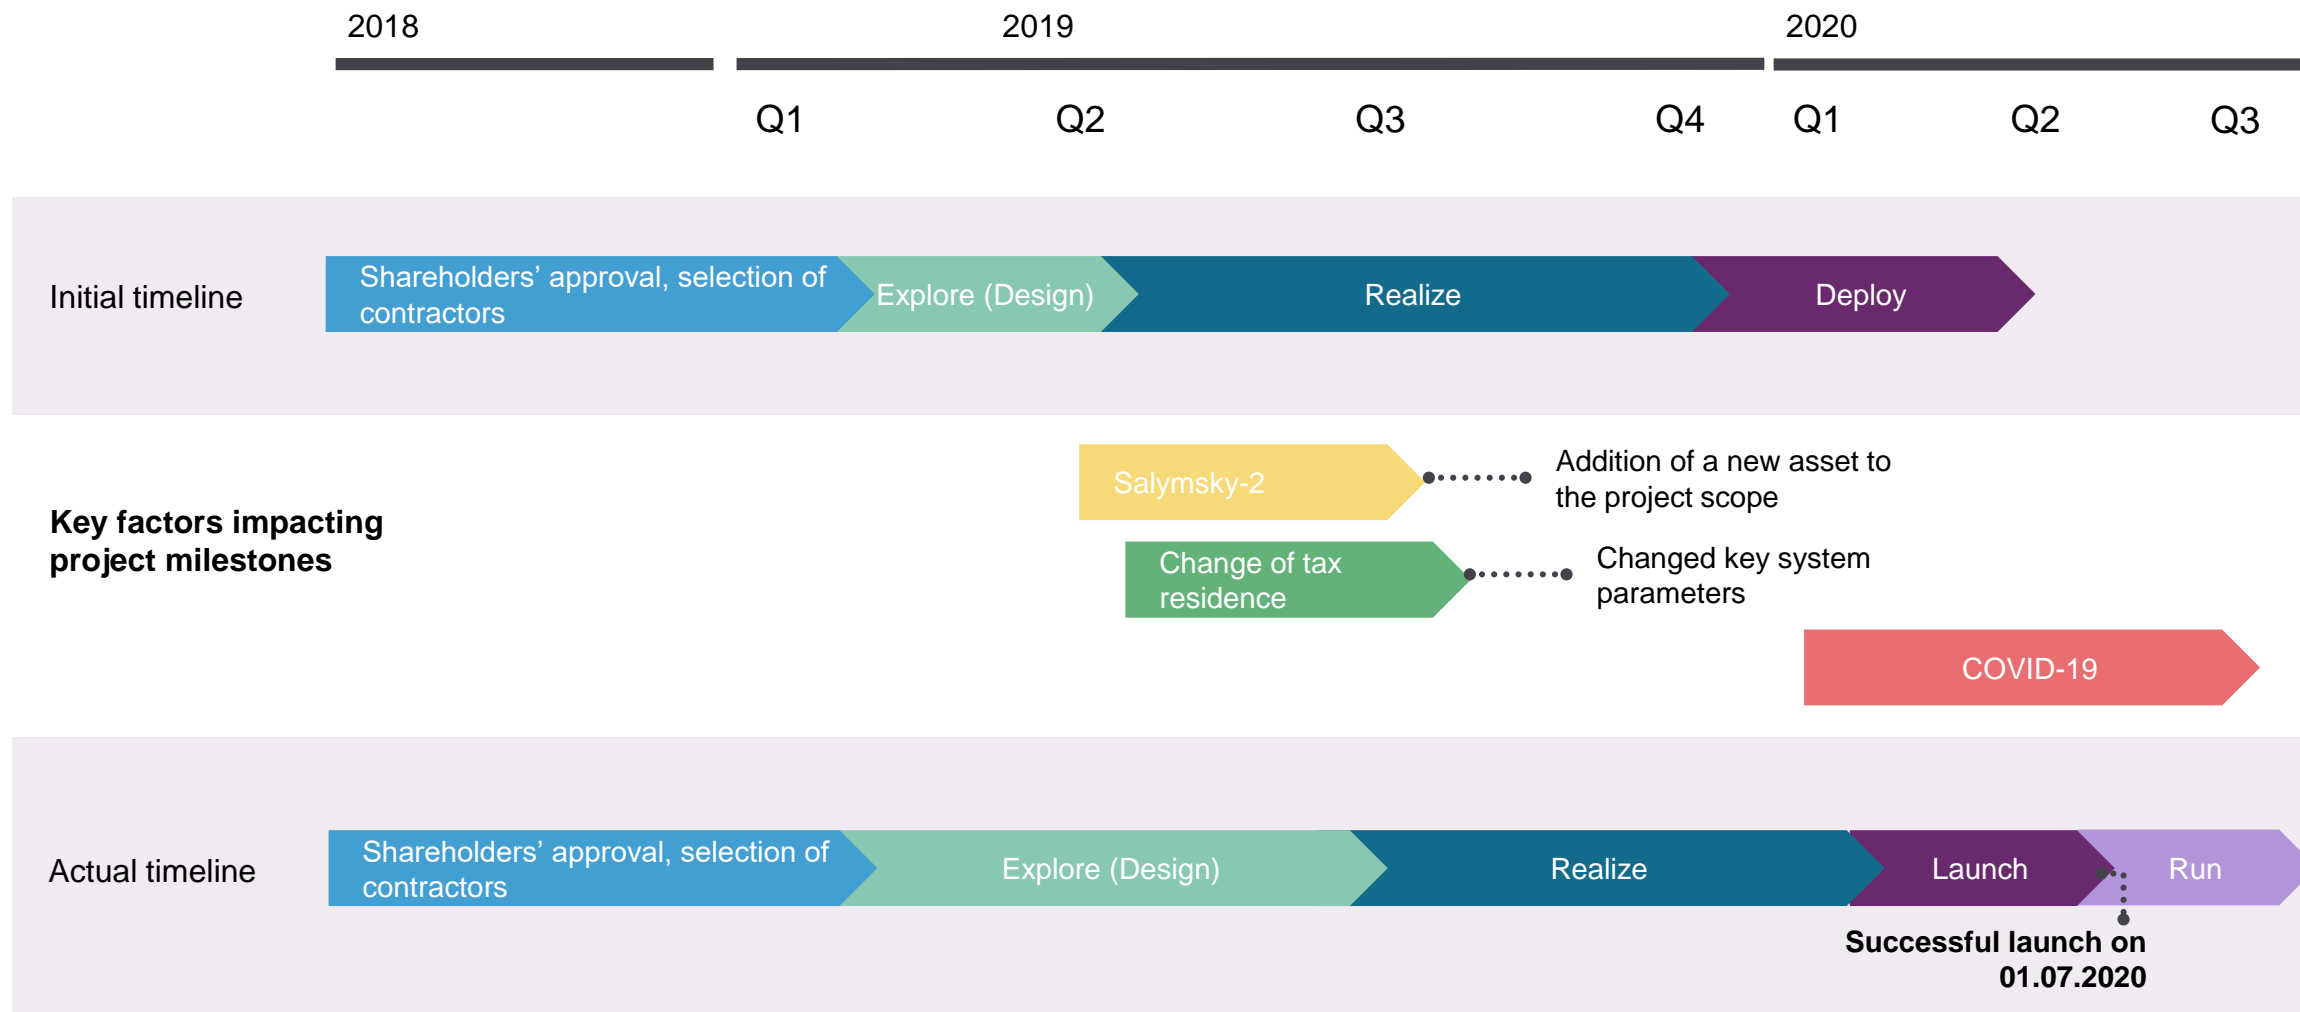 2018
2019
2020
Q1
Q2
Q3
Q4
Q1
Q2
Q3
Initial timeline
Shareholders’ approval, selection of
contractors
Explore (Design)
Realize
Deploy
Key factors impacting
project milestones
Salymsky-2
Addition of a new asset to
the project scope
Change of tax
residence
Changed key system
parameters
COVID-19
Actual timeline
Shareholders’ approval, selection of
contractors
Explore (Design)
Realize
Launch
Run
Successful launch on
01.07.2020